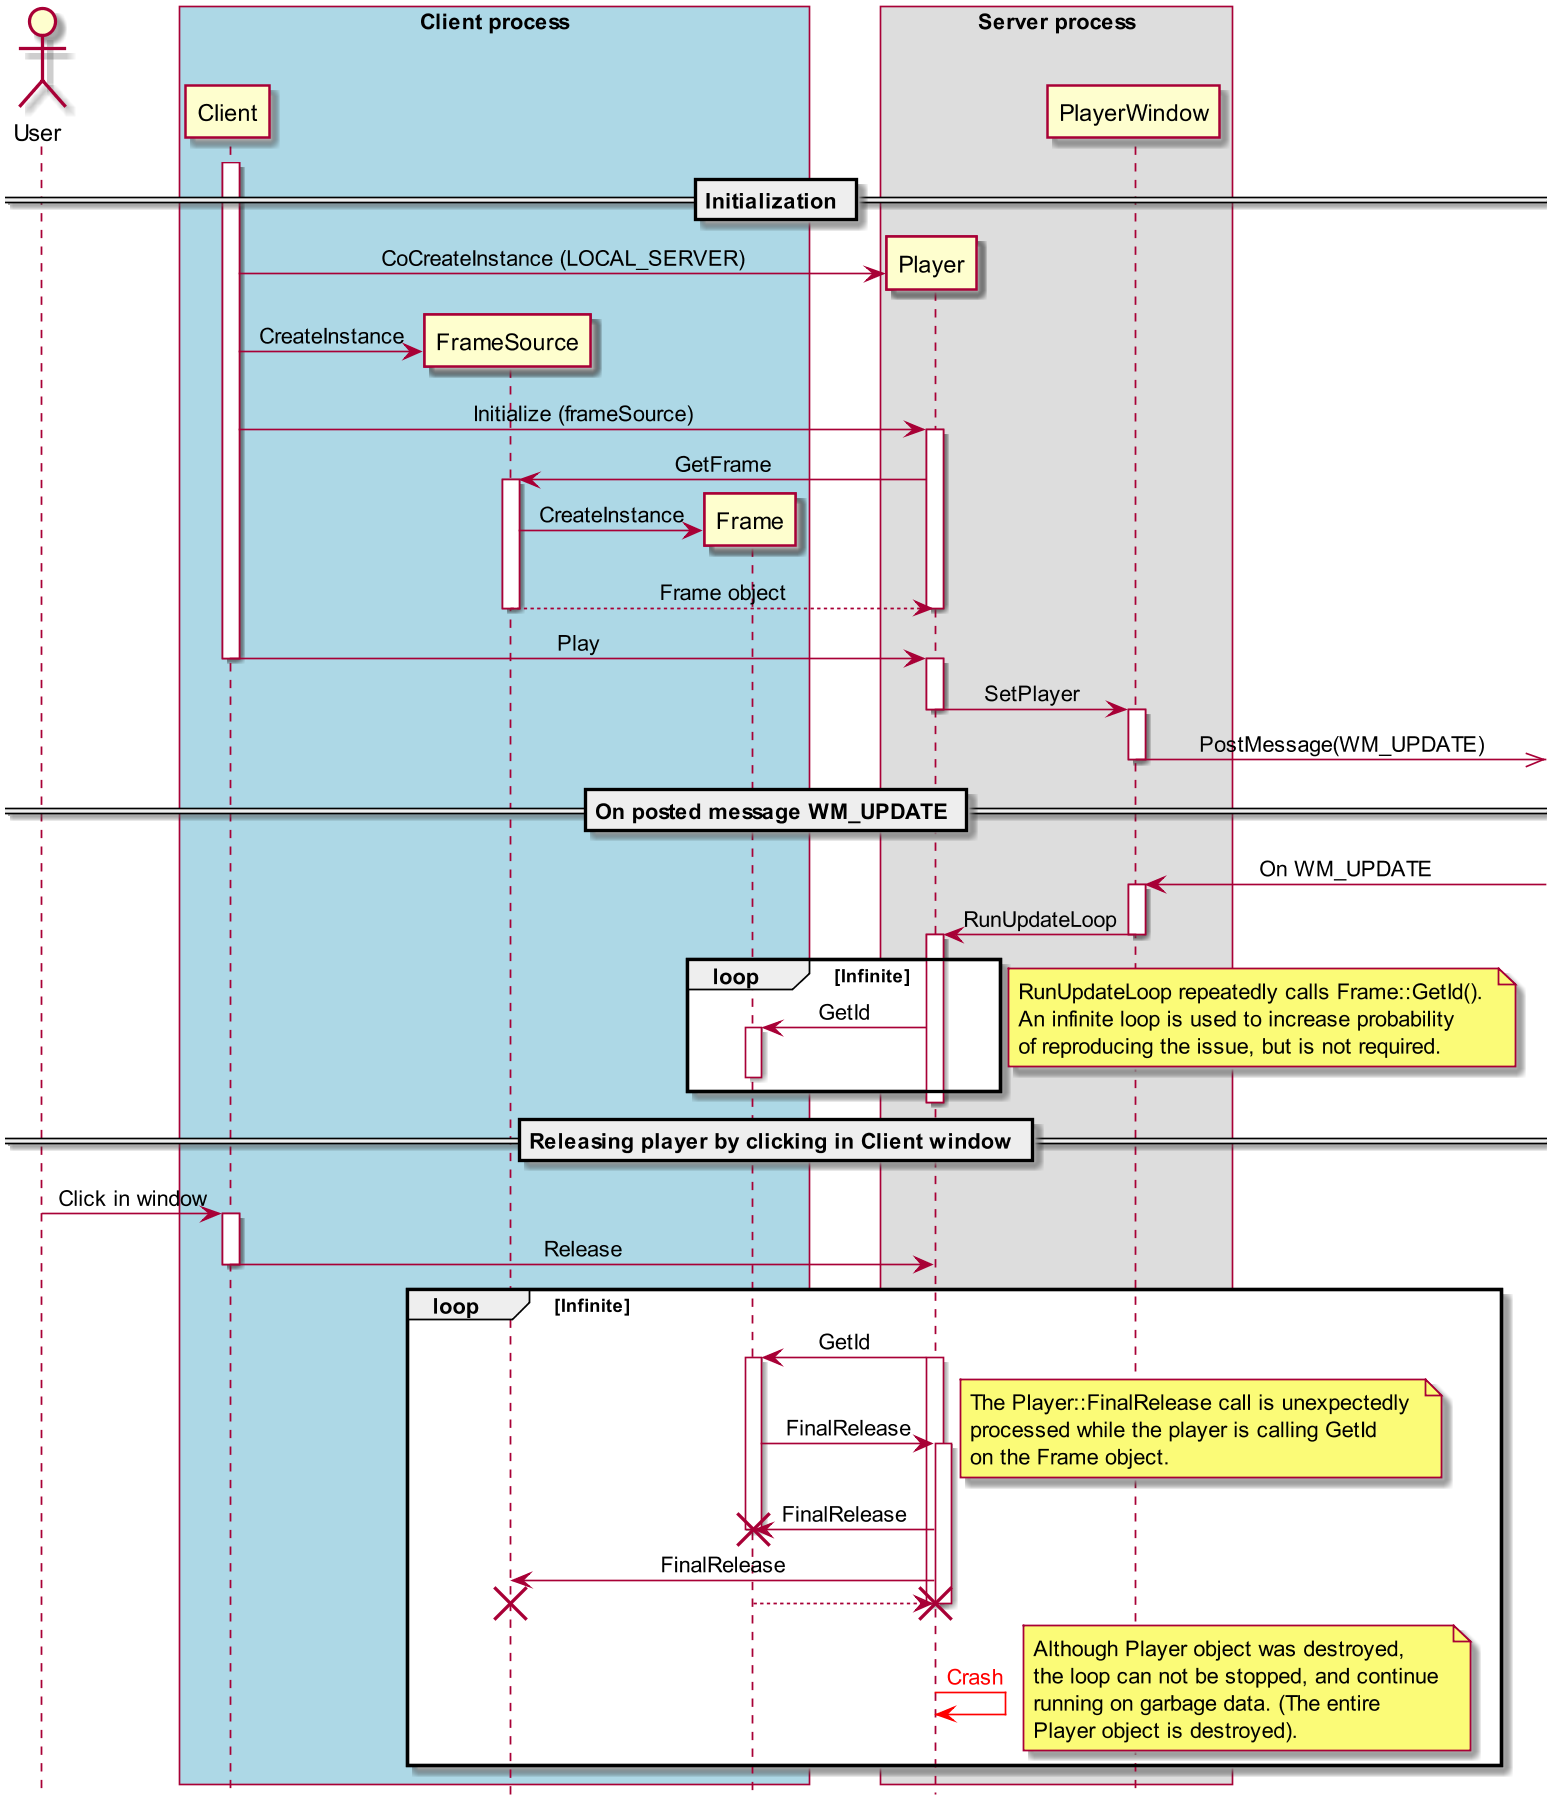 Client process
Server process
User
Client
PlayerWindow
Initialization
CoCreateInstance (LOCAL_SERVER)
Player
CreateInstance
FrameSource
Initialize (frameSource)
GetFrame
CreateInstance
Frame
Frame object
Play
SetPlayer
PostMessage(WM_UPDATE)
On posted message WM_UPDATE
On WM_UPDATE
RunUpdateLoop
loop
[Infinite]
GetId
RunUpdateLoop repeatedly calls Frame::GetId().
An infinite loop is used to increase probability
of reproducing the issue, but is not required.
Releasing player by clicking in Client window
Click in window
Release
loop
[Infinite]
GetId
The Player::FinalRelease call is unexpectedly
processed while the player is calling GetId
on the Frame object.
FinalRelease
FinalRelease
FinalRelease
Although Player object was destroyed,
the loop can not be stopped, and continue
running on garbage data. (The entire
Player object is destroyed).
Crash